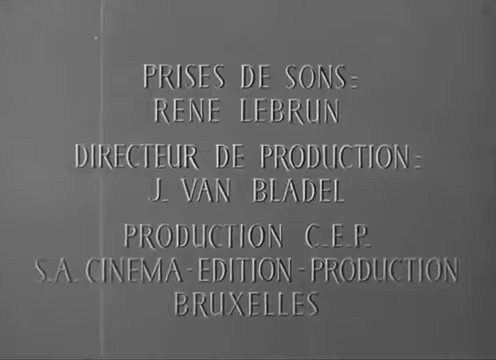 PRISES DE SONS:
RENE LEBRUN
DIRECTEUR DE PRODUCTION:
J. VAN BLADEL
PRODUCTION C.E.P.
S.A. CINEMA-EDITION-PRODUCTION
BRUXELLES